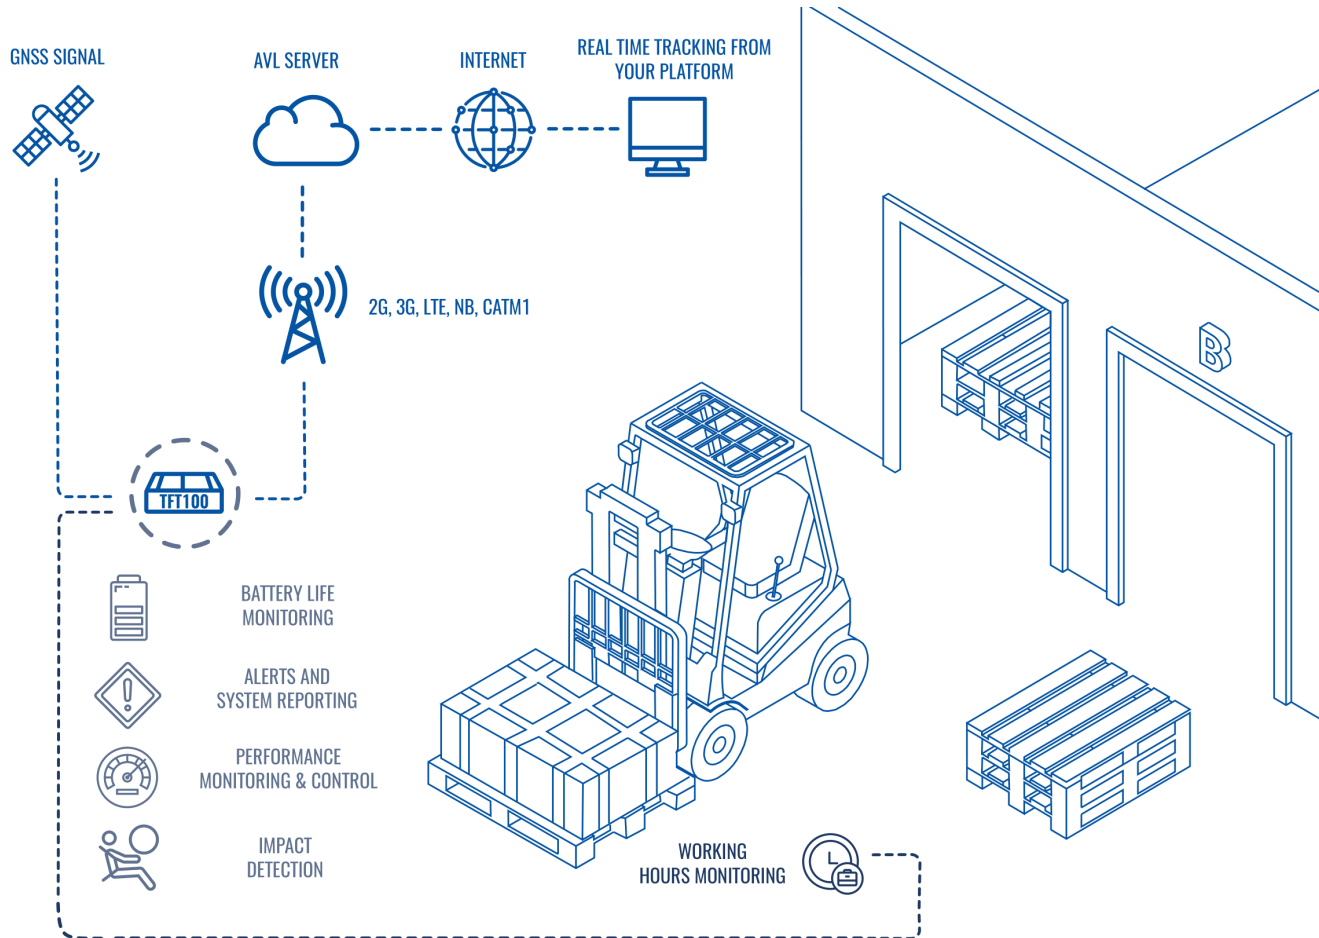 GNSS SIGNAL
AVL SERVER
INTERNET
REAL TIME TRACKING FROM
YOUR PLATFORM
2G, 3G, LTE, NB, CATM1
B
TFT100
BATTERY LIFE
MONITORING
ALERTS AND
SYSTEM REPORTING
PERFORMANCE
MONITORING & CONTROL
IMPACT
DETECTION
WORKING
HOURS MONITORING